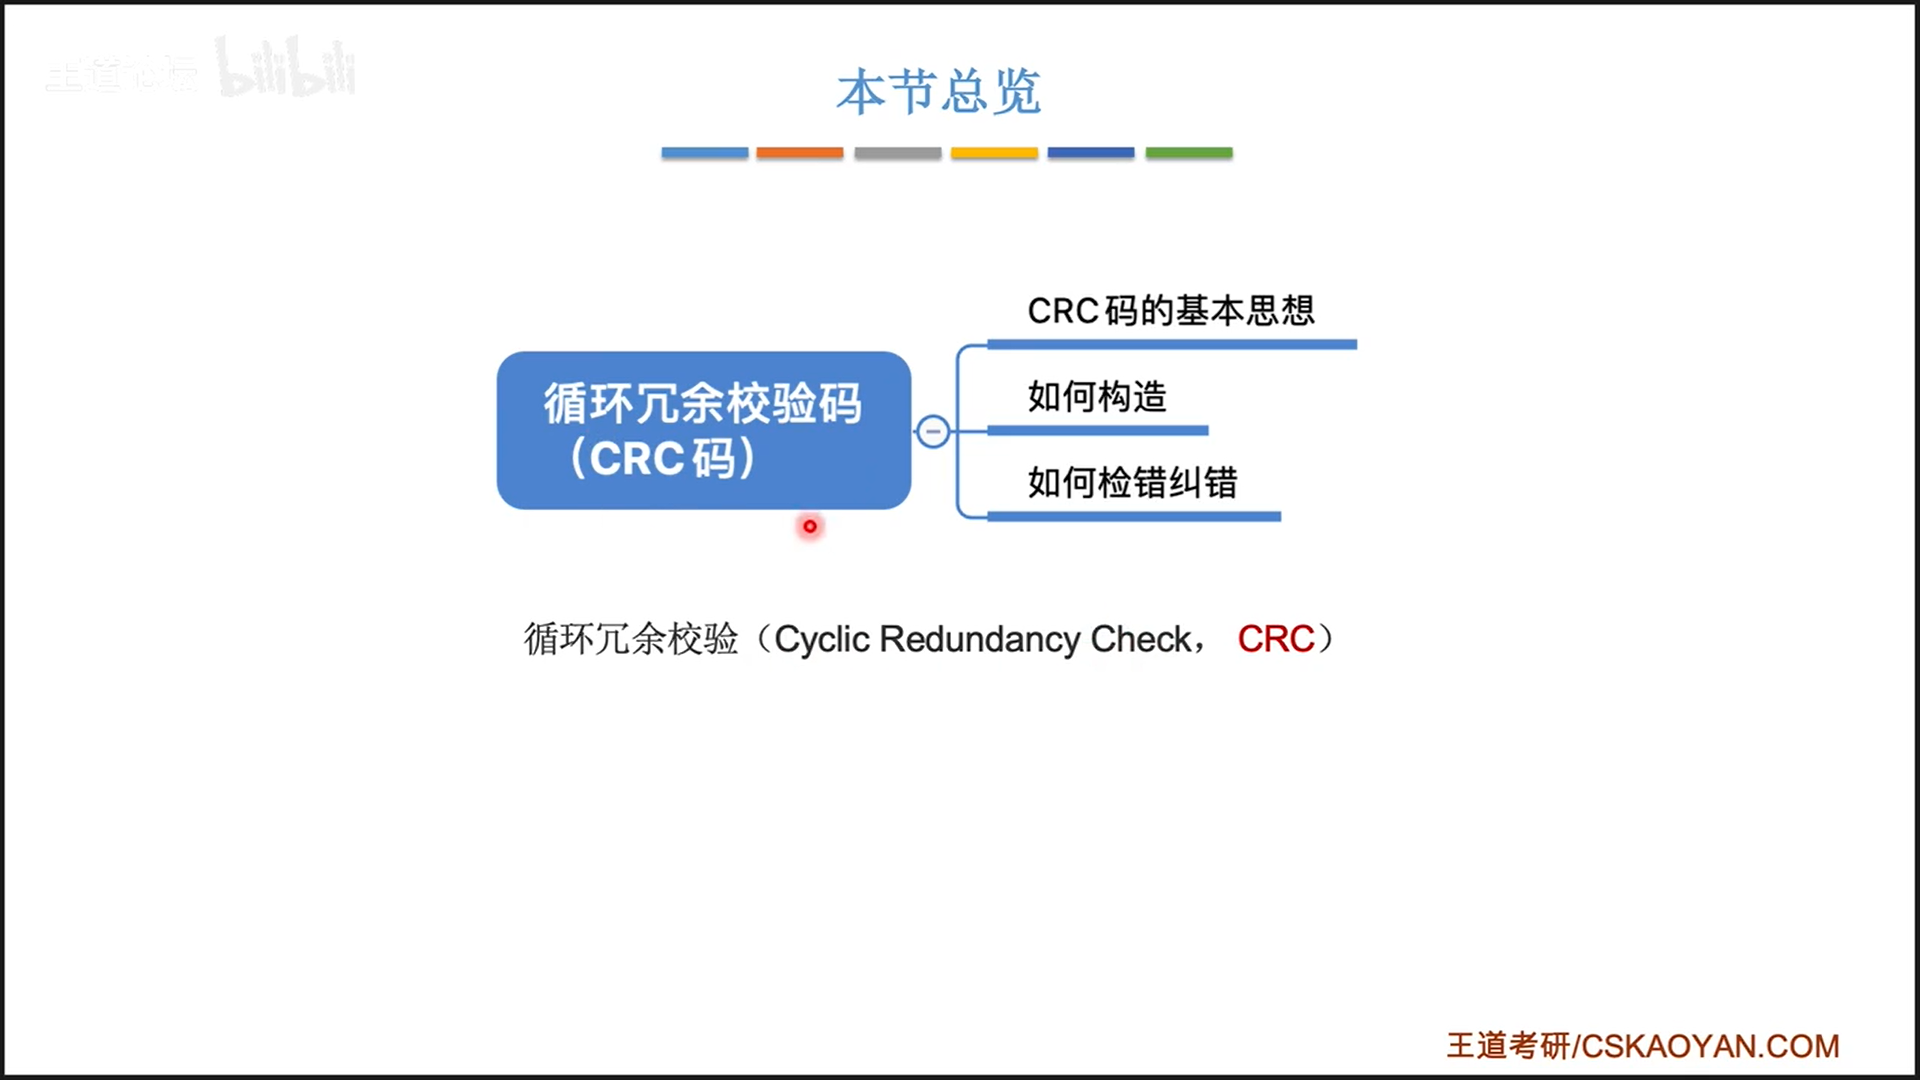 王道论坛 bilibili
本节总览
循环冗余校验码
（CRC码）
CRC码的基本思想
如何构造
如何检错纠错
循环冗余校验（Cyclic Redundancy Check， CRC）
王道考研/CSKAOYAN.COM